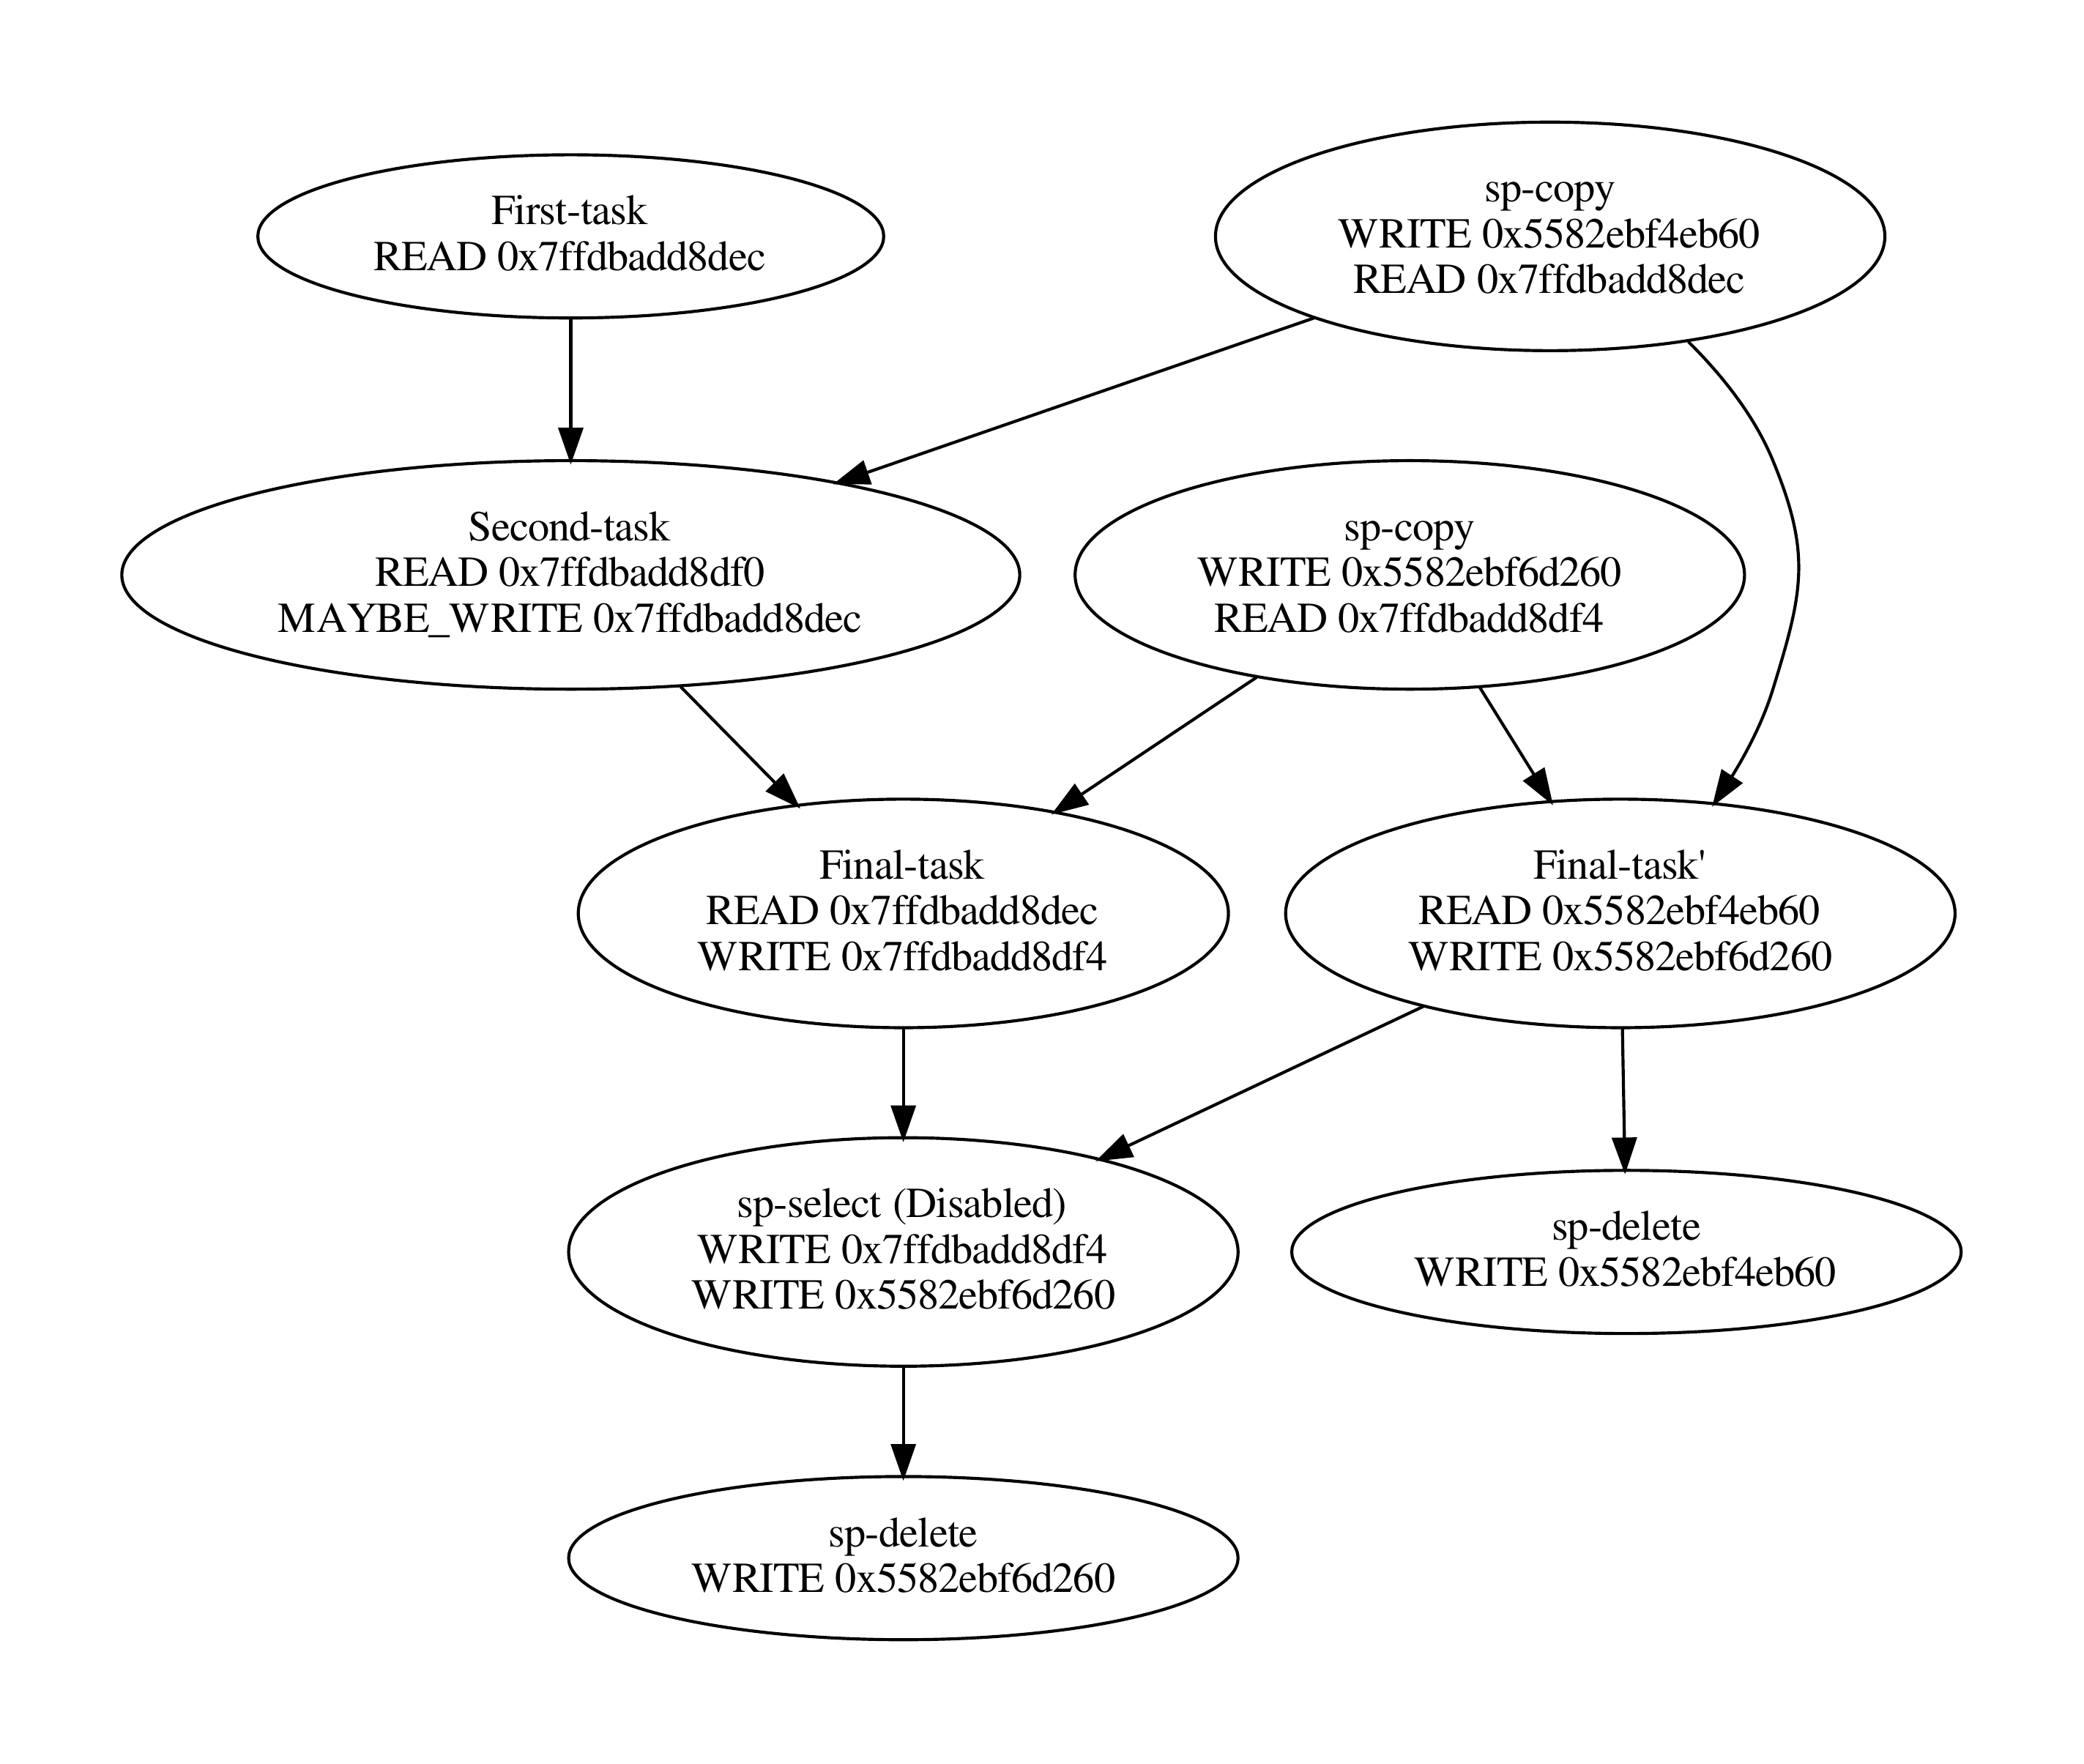 First-task
READ 0x7ffdbadd8dec
sp-copy
WRITE 0x5582ebf4eb60
READ 0x7ffdbadd8dec
Second-task
READ 0x7ffdbadd8df0
MAYBE_WRITE 0x7ffdbadd8dec
sp-copy
WRITE 0x5582ebf6d260
READ 0x7ffdbadd8df4
Final-task
READ 0x7ffdbadd8dec
WRITE 0x7ffdbadd8df4
Final-task'
READ 0x5582ebf4eb60
WRITE 0x5582ebf6d260
sp-select (Disabled)
WRITE 0x7ffdbadd8df4
WRITE 0x5582ebf6d260
sp-delete
WRITE 0x5582ebf4eb60
sp-delete
WRITE 0x5582ebf6d260